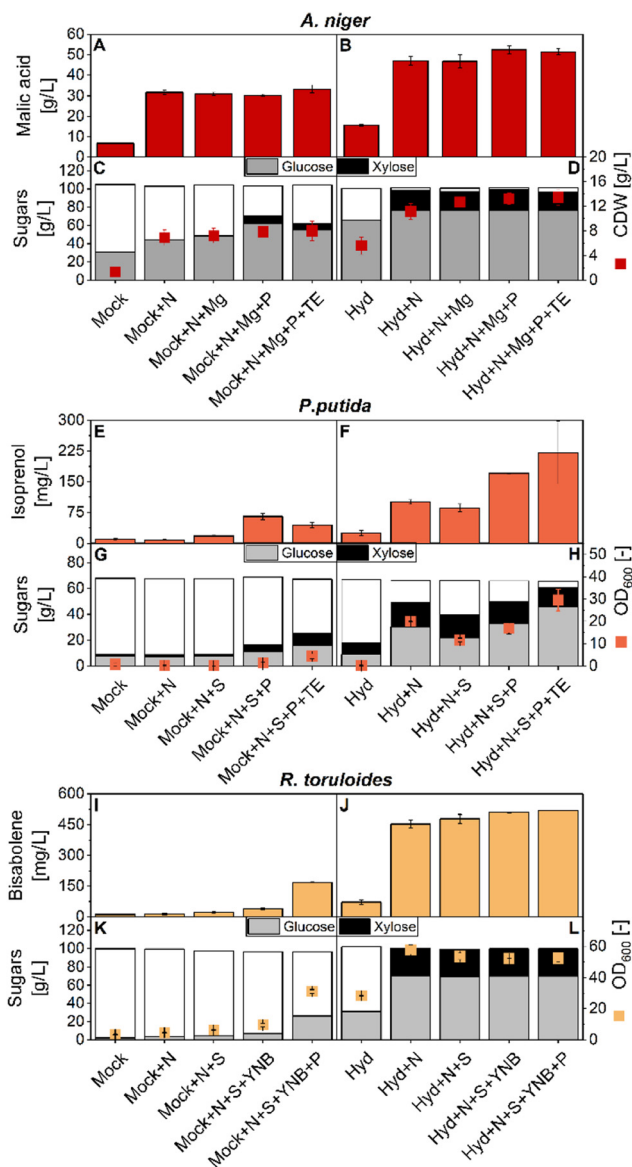 A. niger
Malic acid
[g/L]
60
50
40
30
20
10
0
A
B
Sugars
[g/L]
120
100
80
60
40
20
0
C
Glucose
Xylose
D
20
16
12
8
4
0
CDW [g/L]
Mock
Mock+N
Mock+N+Mg
Mock+N+Mg+P
Mock+N+Mg+P+TE
Hyd
Hyd+N
Hyd+N+Mg
Hyd+N+Mg+P
Hyd+N+Mg+P+TE
P.putida
Isoprenol
[mg/L]
300
225
150
75
0
E
F
Sugars
[g/L]
80
60
40
20
0
G
Glucose
Xylose
H
50
40
30
20
10
0
OD600 [-]
Mock
Mock+N
Mock+N+S
Mock+N+S+P
Mock+N+S+P+TE
Hyd
Hyd+N
Hyd+N+S
Hyd+N+S+P
Hyd+N+S+P+TE
R. toruloides
Bisabolene
[mg/L]
600
450
300
150
0
I
J
Sugars
[g/L]
100
80
60
40
20
0
K
Glucose
Xylose
L
60
40
20
0
OD600 [-]
Mock
Mock+N
Mock+N+S
Mock+N+S+YNB
Mock+N+S+YNB+P
Hyd
Hyd+N
Hyd+N+S
Hyd+N+S+YNB
Hyd+N+S+YNB+P